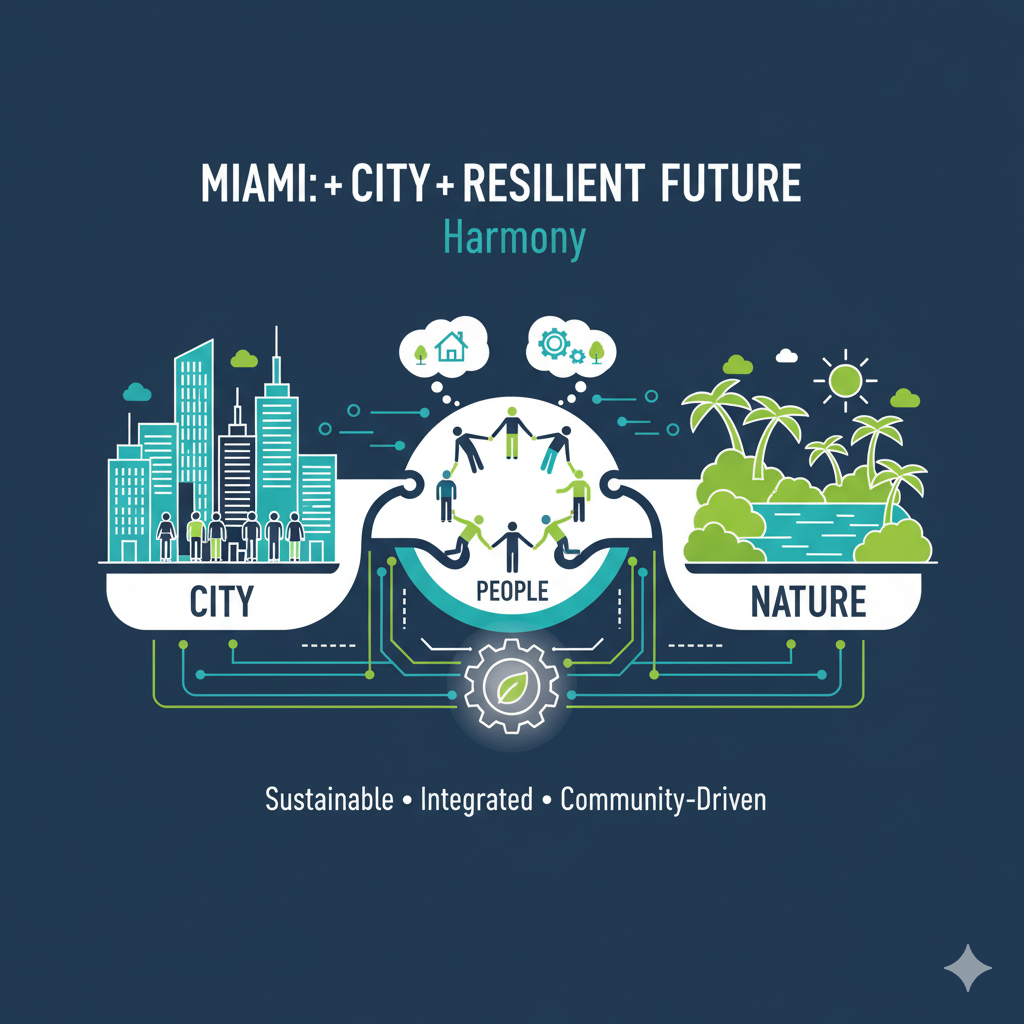 MIAMI: + CITY + RESILIENT FUTURE
Harmony
PEOPLE
CITY
NATURE
Sustainable • Integrated • Community-Driven